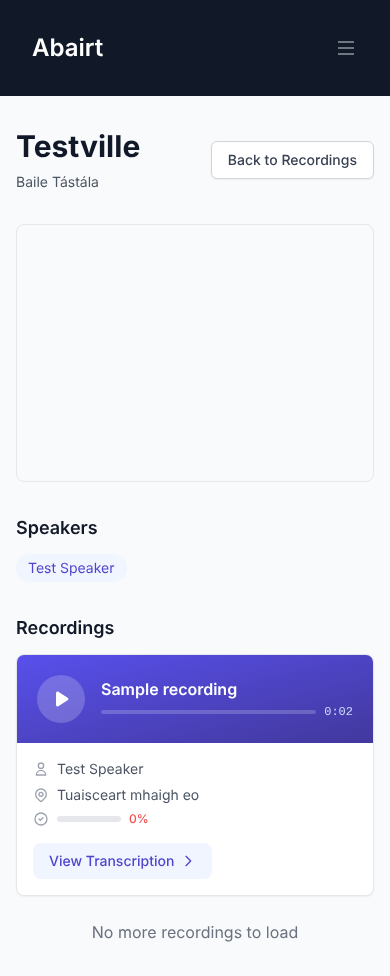 Abairt
Testville
Baile Tástála
Back to Recordings
Speakers
Test Speaker
Recordings
Sample recording
0:02
Test Speaker
Tuaisceart mhaigh eo
0%
View Transcription
No more recordings to load